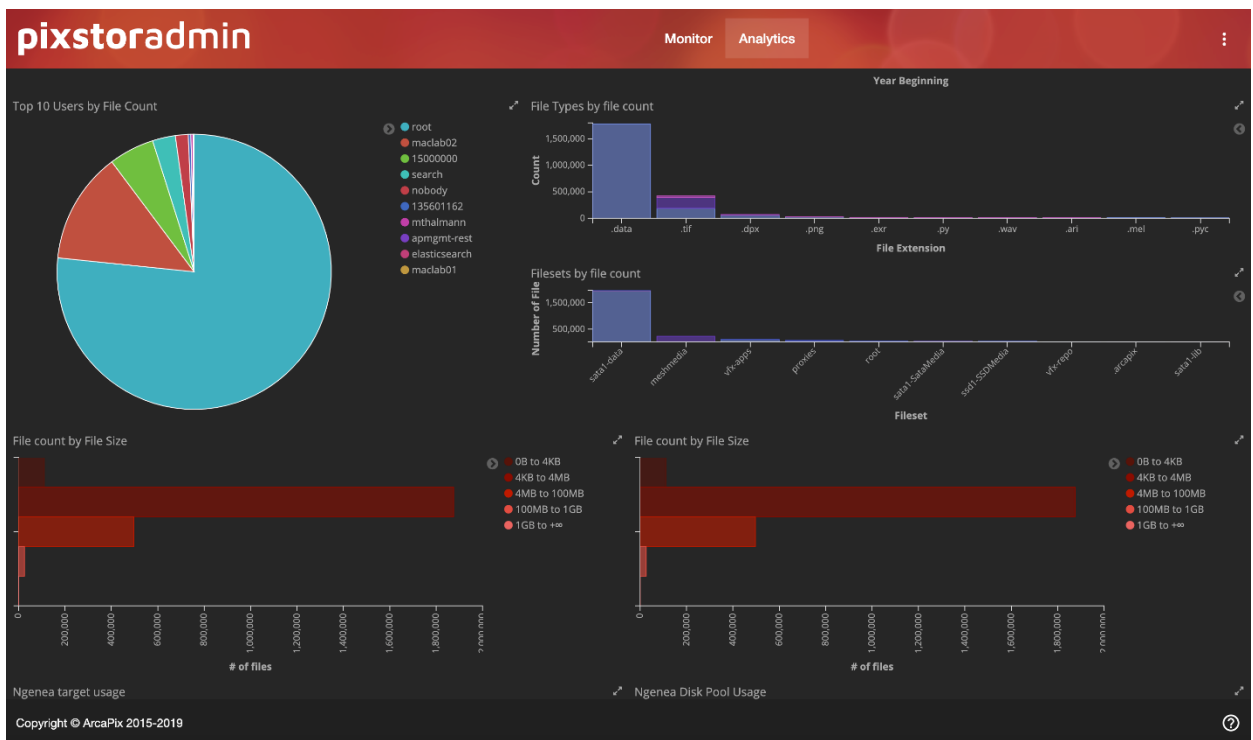 pixstoradmin
Monitor
Analytics
Year Beginning
Top 10 Users by File Count
root
maclab02
15000000
search
nobody
135601162
mthalmann
apmgmt-rest
elasticsearch
maclab01
File Types by file count
Count
1,500,000
1,000,000
500,000
0
.data .tif .dpx .png .exr .py .wav .ari .mel .pyc
File Extension
Filesets by file count
Number of File
1,500,000
500,000
sata1-data meshmedia vfx-apps proxies root sata1-SataMedia ssd1-SSDMedia vfx-repo .arcapix sata1-lib
Fileset
File count by File Size
0B to 4KB
4KB to 4MB
4MB to 100MB
100MB to 1GB
1GB to +∞
0 200,000 400,000 600,000 800,000 1,000,000 1,200,000 1,400,000 1,600,000 1,800,000 2,000,000
# of files
File count by File Size
0B to 4KB
4KB to 4MB
4MB to 100MB
100MB to 1GB
1GB to +∞
0 200,000 400,000 600,000 800,000 1,000,000 1,200,000 1,400,000 1,600,000 1,800,000 2,000,000
# of files
Ngenea target usage
Ngenea Disk Pool Usage
Copyright © ArcaPix 2015-2019